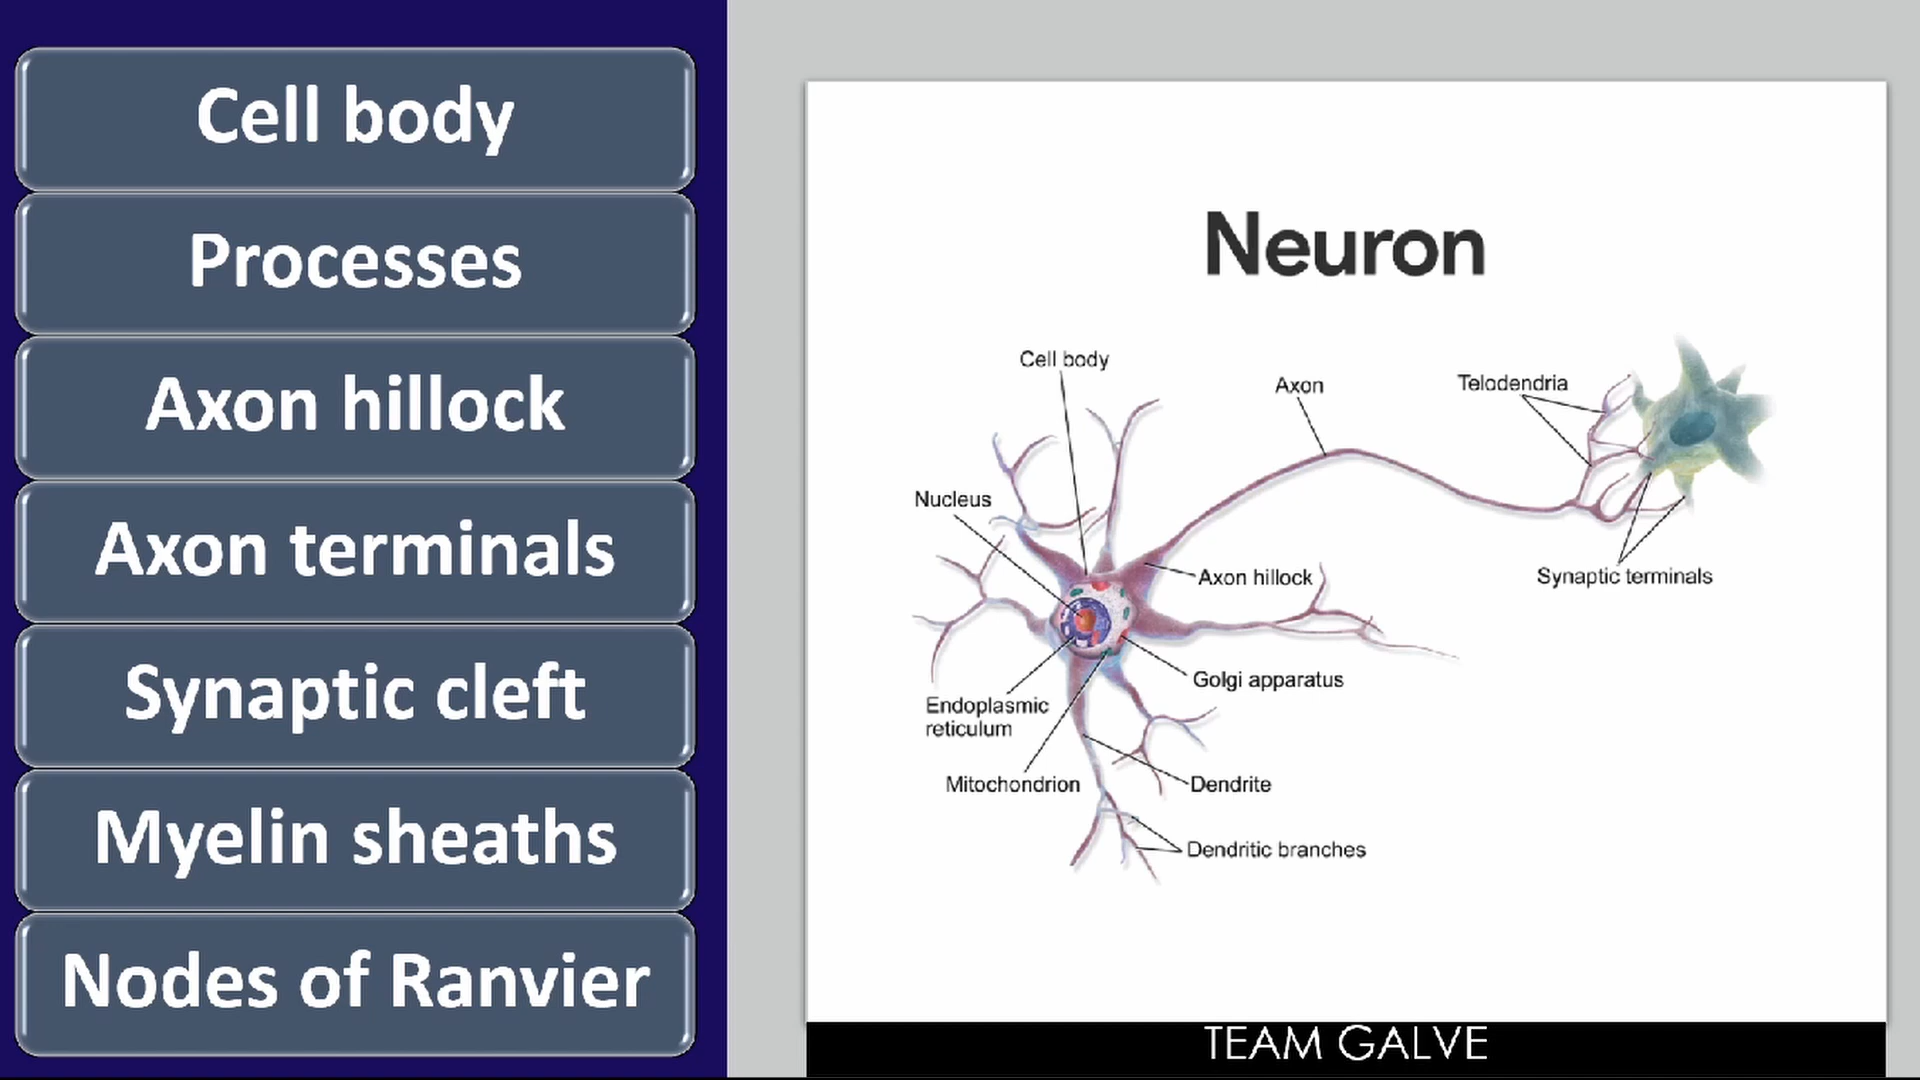 Cell body
Processes
Axon hillock
Axon terminals
Synaptic cleft
Myelin sheaths
Nodes of Ranvier
Neuron
Cell body
Axon
Telodendria
Nucleus
Axon hillock
Synaptic terminals
Golgi apparatus
Endoplasmic
reticulum
Mitochondrion
Dendrite
Dendritic branches
TEAM GALVE